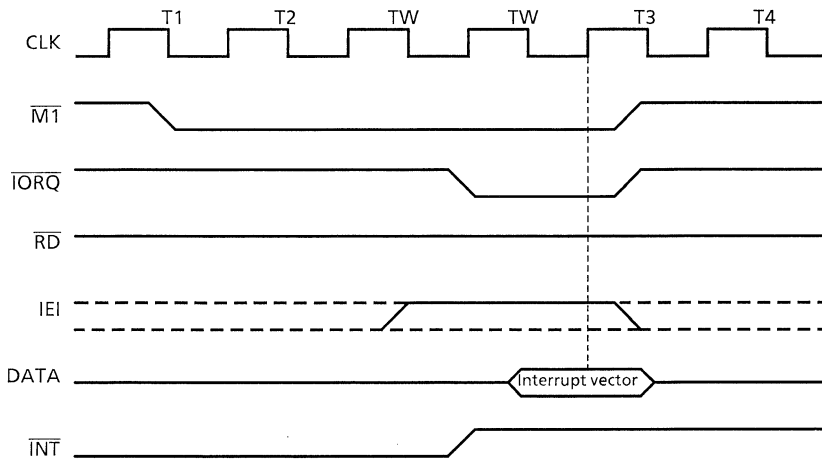 T1 T2 TW TW T3 T4
CLK
M1
IORQ
RD
IEI
DATA
Interrupt vector
INT